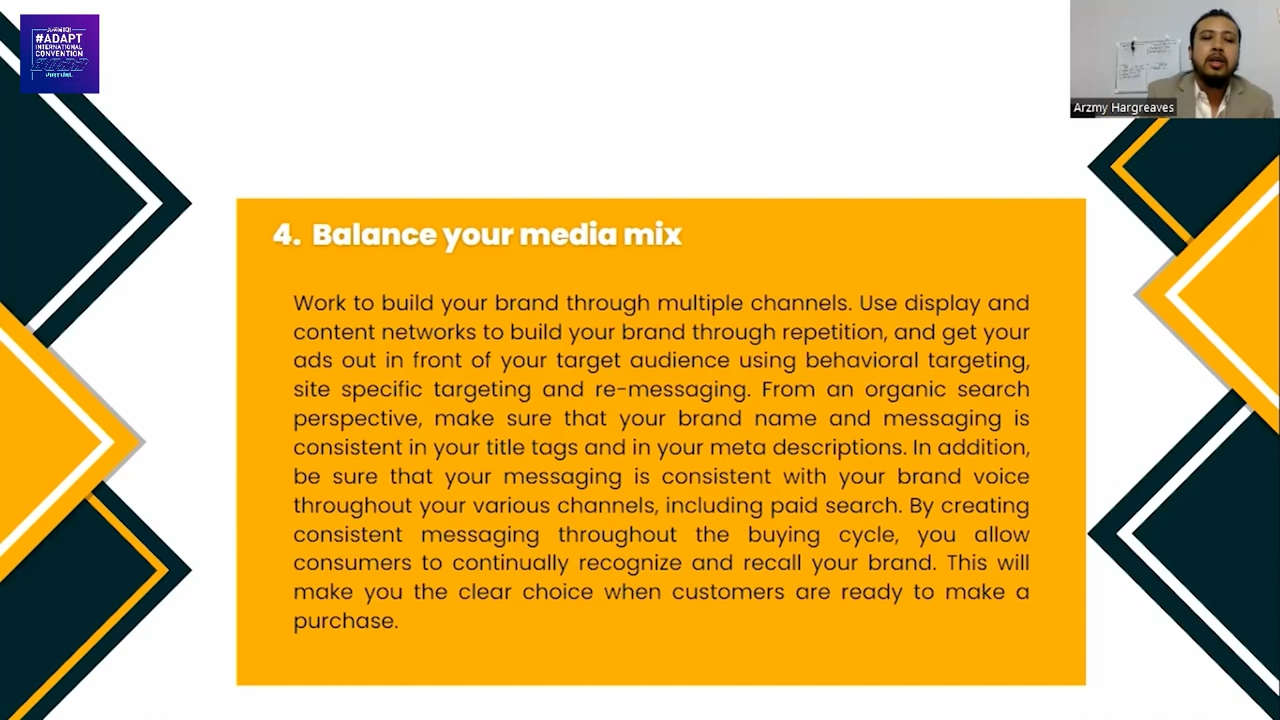 #ADAPT
INTERNATIONAL
CONVENTION
VIRTUAL
Arzmy Hargreaves
4. Balance your media mix
Work to build your brand through multiple channels. Use display and
content networks to build your brand through repetition, and get your
ads out in front of your target audience using behavioral targeting,
site specific targeting and re-messaging. From an organic search
perspective, make sure that your brand name and messaging is
consistent in your title tags and in your meta descriptions. In addition,
be sure that your messaging is consistent with your brand voice
throughout your various channels, including paid search. By creating
consistent messaging throughout the buying cycle, you allow
consumers to continually recognize and recall your brand. This will
make you the clear choice when customers are ready to make a
purchase.